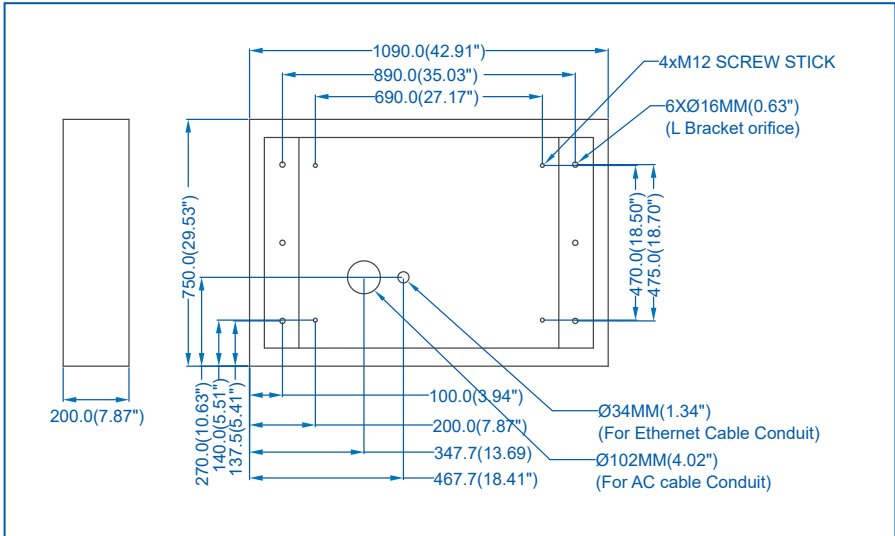 1090.0(42.91")
890.0(35.03")
690.0(27.17")
4xM12 SCREW STICK
6XØ16MM(0.63")
(L Bracket orifice)
750.0(29.53")
470.0(18.50")
475.0(18.70")
200.0(7.87")
270.0(10.63")
140.0(5.51")
137.5(5.41")
100.0(3.94")
200.0(7.87")
347.7(13.69)
467.7(18.41")
Ø34MM(1.34")
(For Ethernet Cable Conduit)
Ø102MM(4.02")
(For AC cable Conduit)